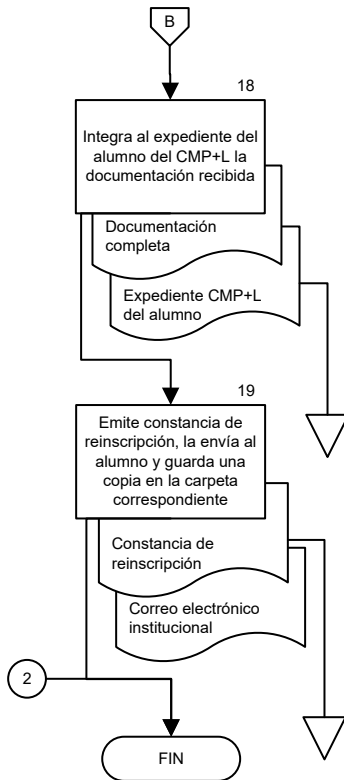 B
18
Integra al expediente del
alumno del CMP+L la
documentación recibida
Documentación
completa
Expediente CMP+L
del alumno
19
Emite constancia de
reinscripción, la envía al
alumno y guarda una
copia en la carpeta
correspondiente
Constancia de
reinscripción
Correo electrónico
institucional
2
FIN